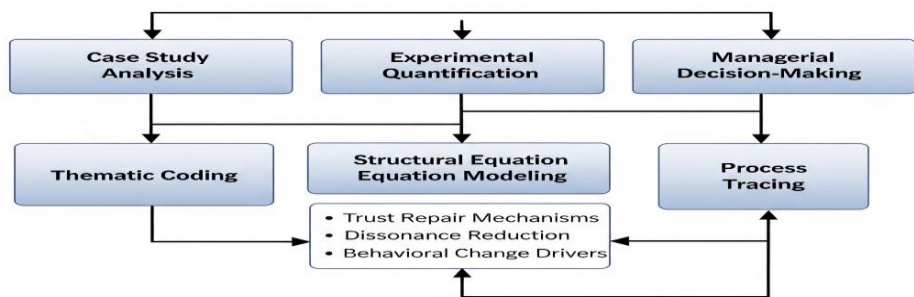 Case Study
Analysis
Experimental
Quantification
Managerial
Decision-Making
Thematic Coding
Structural Equation
Equation Modeling
Process
Tracing
• Trust Repair Mechanisms
• Dissonance Reduction
• Behavioral Change Drivers